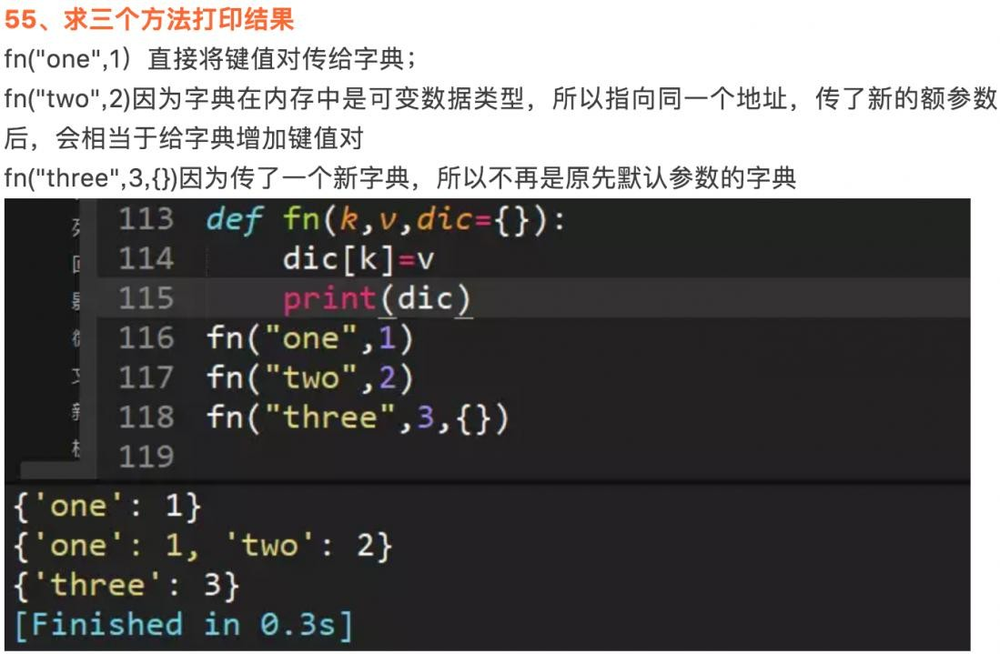 55、求三个方法打印结果
fn("one",1）直接将键值对传给字典；
fn("two",2)因为字典在内存中是可变数据类型，所以指向同一个地址，传了新的额参数
后，会相当于给字典增加键值对
fn("three",3,{})因为传了一个新字典，所以不再是原先默认参数的字典
113 def fn(k,v,dic={}):
114 dic[k]=v
115 print(dic)
116 fn("one",1)
117 fn("two",2)
118 fn("three",3,{})
119
{'one': 1}
{'one': 1, 'two': 2}
{'three': 3}
[Finished in 0.3s]